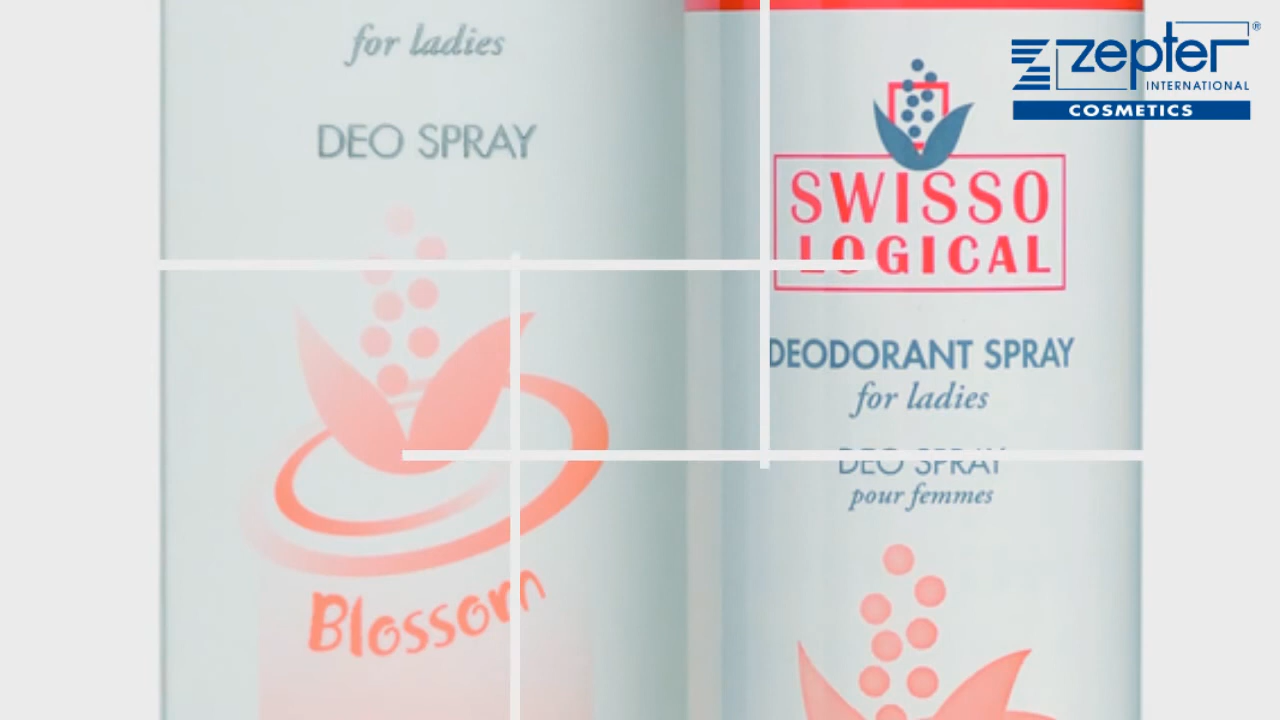 for ladies
DEO SPRAY
Blossom
SWISSO
LOGICAL
DEODORANT SPRAY
for ladies
DEO SPRAY
pour femmes
zepter®
INTERNATIONAL
COSMETICS